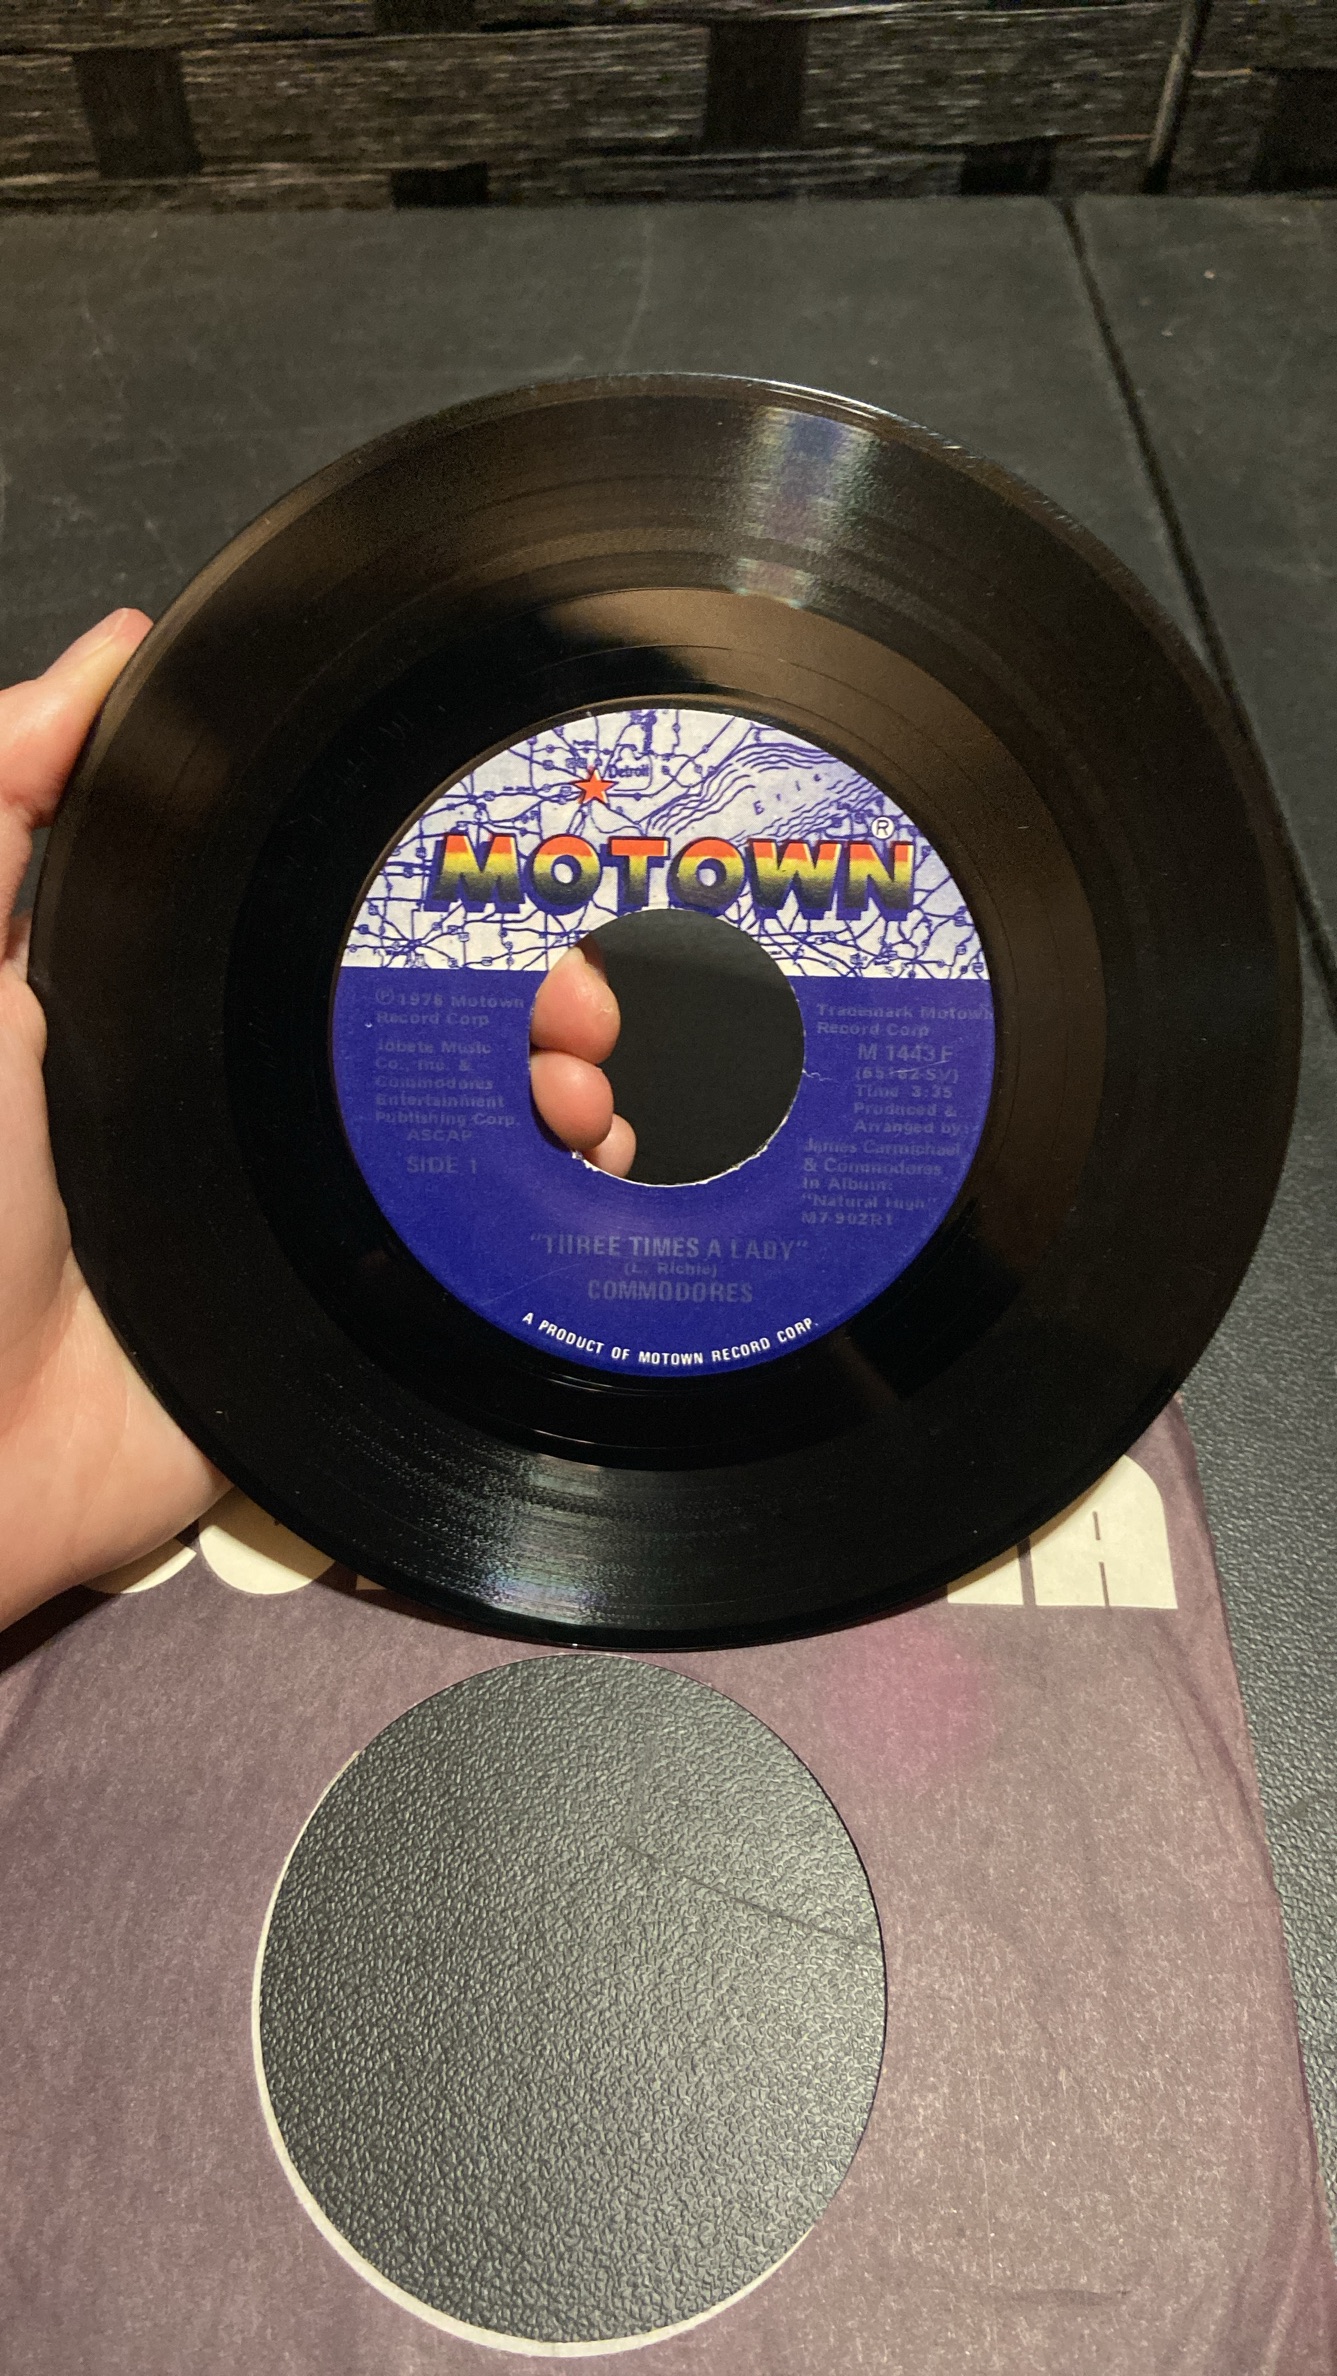 Detroit
Erie
MOTOWN®
℗ 1978 Motown
Record Corp
Jobete Music
Co., Inc. &
Commodores
Entertainment
Publishing Corp.
ASCAP
SIDE 1
Trademark Motown
Record Corp
M 1443 F
Time 3:35
Produced &
Arranged by:
James Carmichael
& Commodores
In Album:
"Natural High"
M7-902R1
"THREE TIMES A LADY"
(L. Richie)
COMMODORES
A PRODUCT OF MOTOWN RECORD CORP.